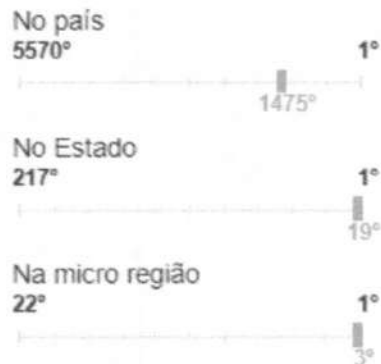 No país
5570° 1°
1475°
No Estado
217° 1°
19°
Na micro região
22° 1°
3°